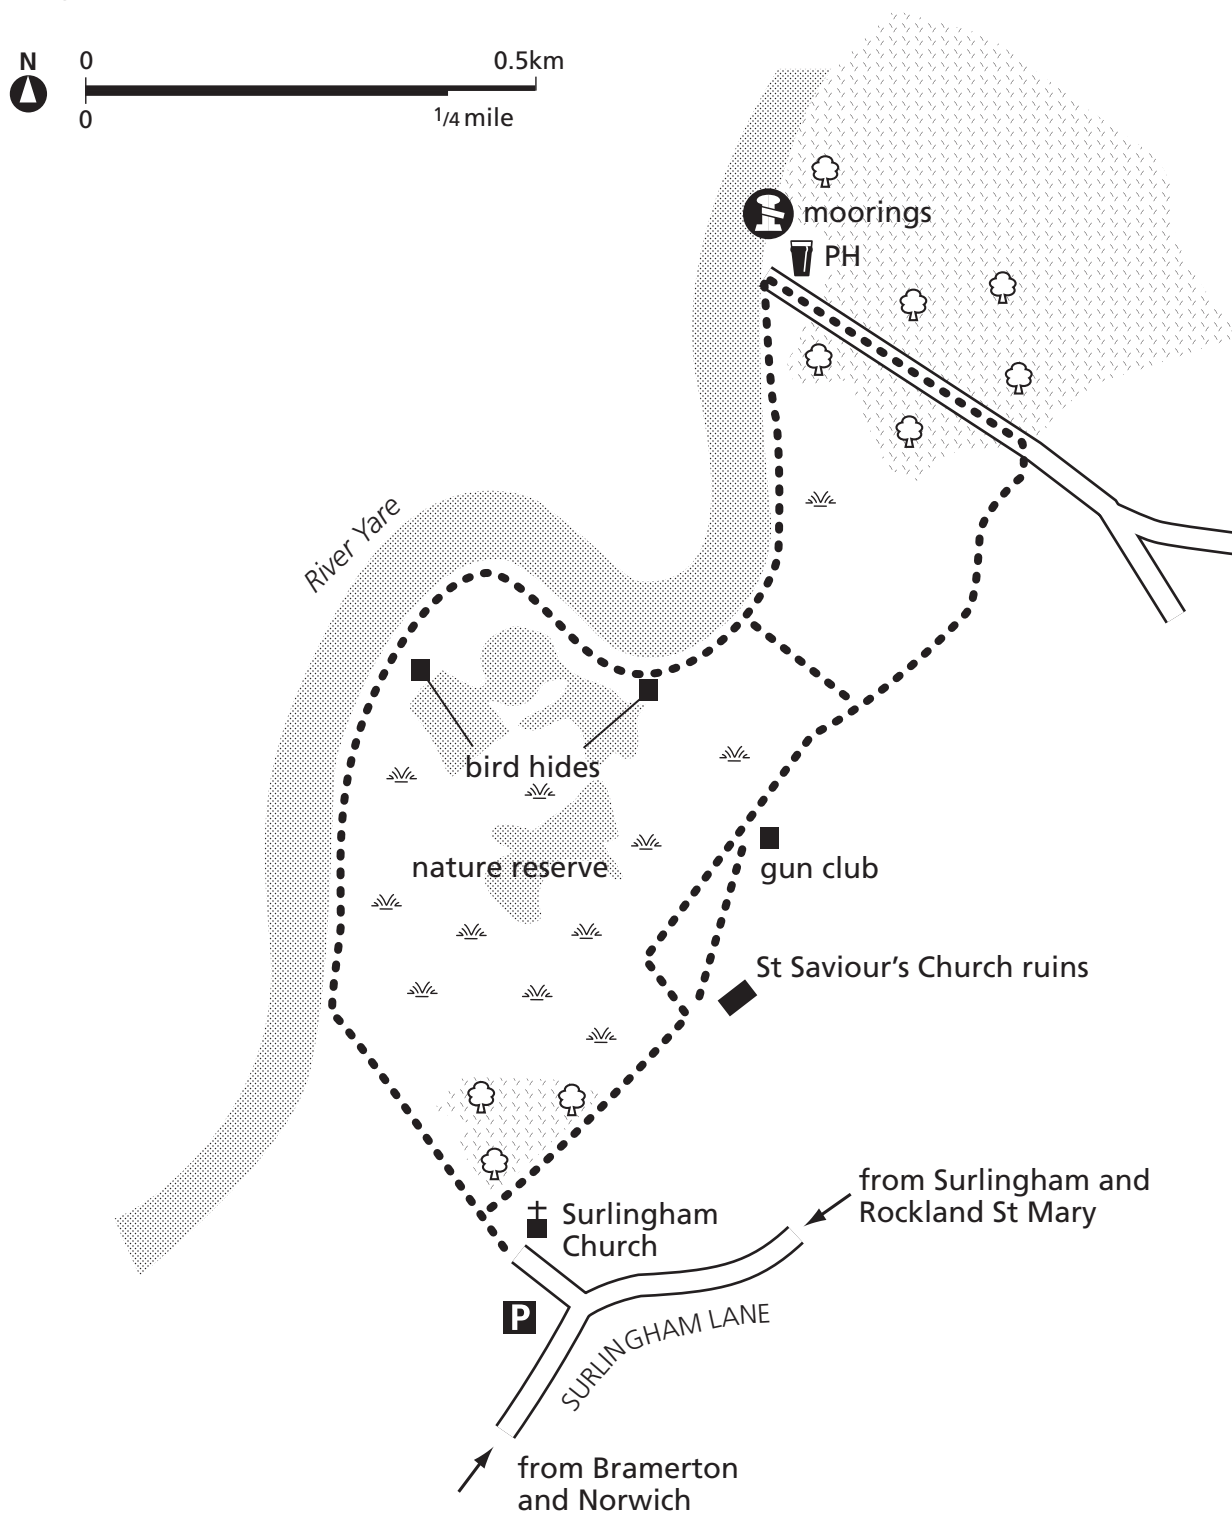 N
0
0.5km
0
1/4 mile
moorings
PH
River Yare
bird hides
nature reserve
gun club
St Saviour's Church ruins
from Surlingham and
Rockland St Mary
Surlingham
Church
P
SURLINGHAM LANE
from Bramerton
and Norwich